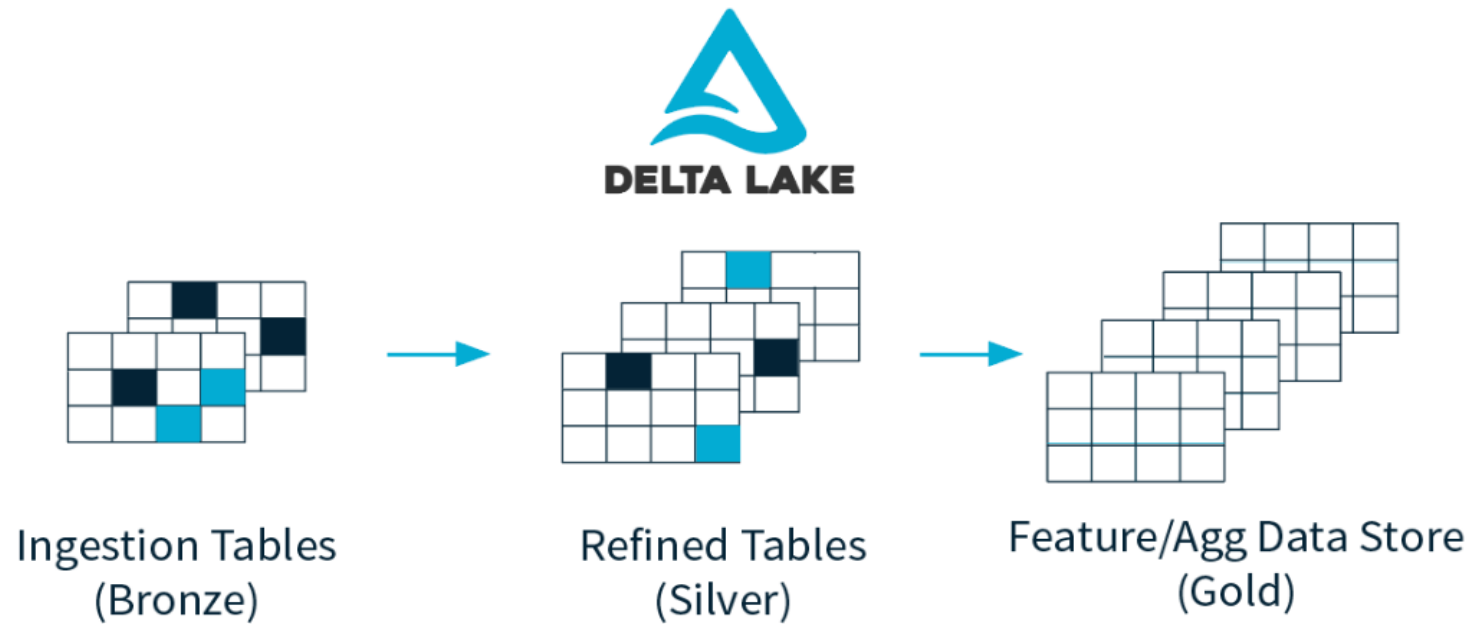 DELTA LAKE
Ingestion Tables
(Bronze)
Refined Tables
(Silver)
Feature/Agg Data Store
(Gold)